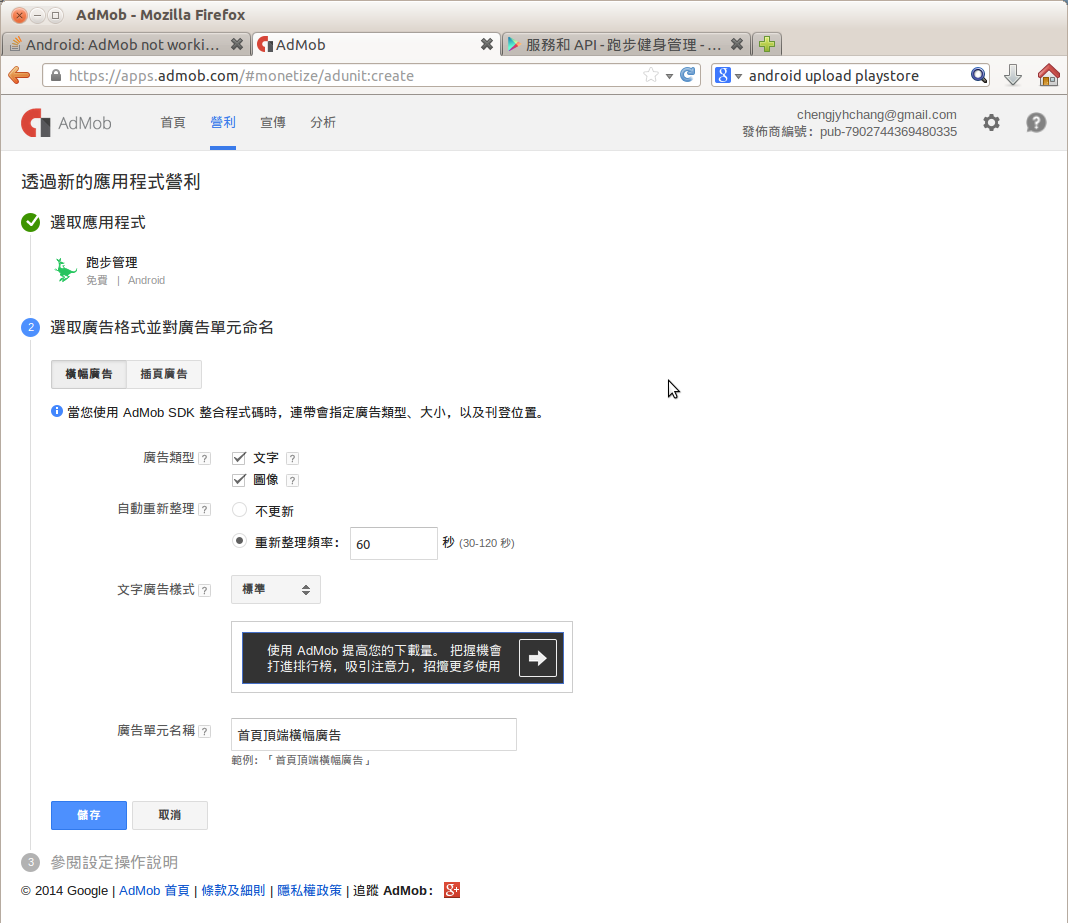 AdMob - Mozilla Firefox
Android: AdMob not worki...
AdMob
服務和 API - 跑步健身管理 - ...
https://apps.admob.com/#monetize/adunit:create
android upload playstore
AdMob
首頁
營利
宣傳
分析
chengjyhchang@gmail.com
發佈商編號：pub-7902744369480335
透過新的應用程式營利
選取應用程式
跑步管理
免費 | Android
2 選取廣告格式並對廣告單元命名
橫幅廣告
插頁廣告
當您使用 AdMob SDK 整合程式碼時，連帶會指定廣告類型、大小，以及刊登位置。
廣告類型 ?
文字 ?
圖像 ?
自動重新整理 ?
不更新
重新整理頻率： 60 秒 (30-120 秒)
文字廣告樣式 ?
標準
使用 AdMob 提高您的下載量。 把握機會
打進排行榜，吸引注意力，招攬更多使用
廣告單元名稱 ?
首頁頂端橫幅廣告
範例：「首頁頂端橫幅廣告」
儲存
取消
3 參閱設定操作說明
© 2014 Google | AdMob 首頁 | 條款及細則 | 隱私權政策 | 追蹤 AdMob：